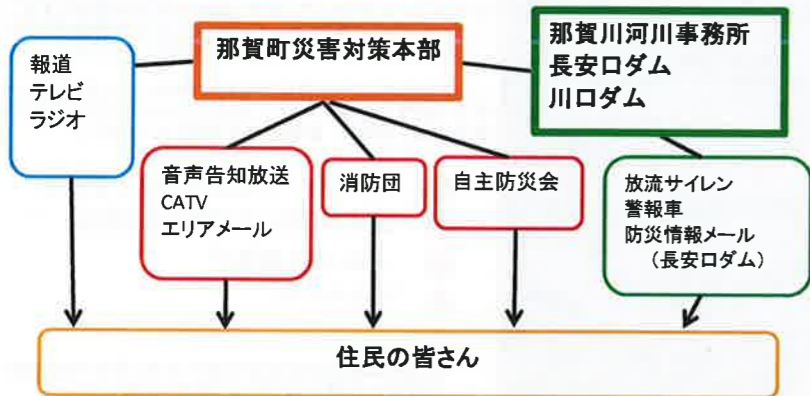 那賀町災害対策本部
那賀川河川事務所
長安口ダム
川口ダム
報道
テレビ
ラジオ
音声告知放送
CATV
エリアメール
消防団
自主防災会
放流サイレン
警報車
防災情報メール
（長安口ダム）
住民の皆さん